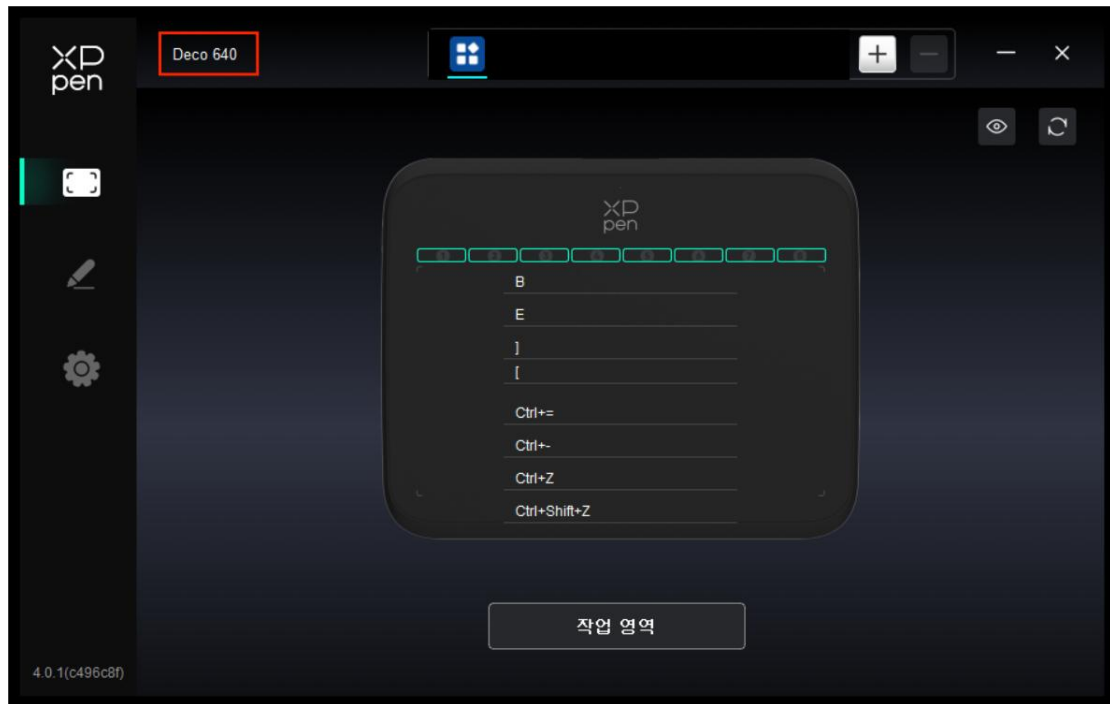 XP
pen
Deco 640
XP
pen
B
E
]
[
Ctrl+=
Ctrl+-
Ctrl+Z
Ctrl+Shift+Z
작업 영역
4.0.1(c496c8f)